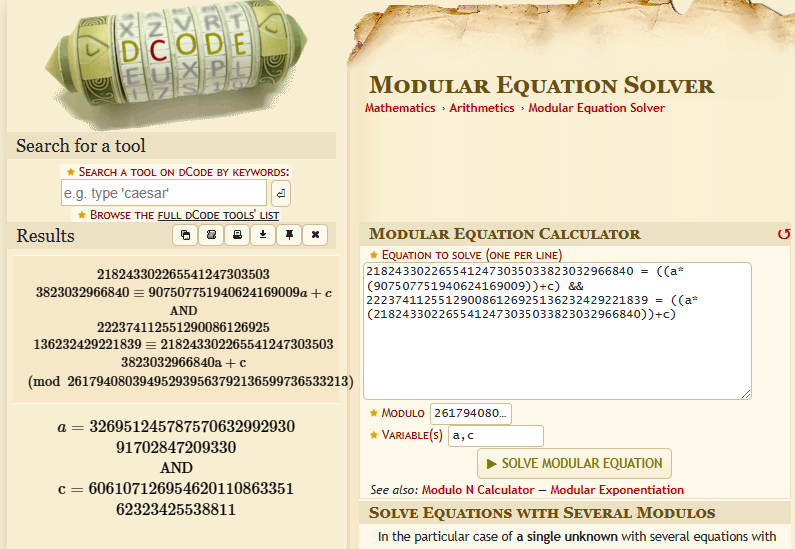 X Z V R T
D C O D E
E U X P L
Search for a tool
★ SEARCH A TOOL ON DCODE BY KEYWORDS:
e.g. type 'caesar'
★ BROWSE THE FULL DCODE TOOLS' LIST
Results
218243302265541247303503
3823032966840 ≡ 907507751940624169009a + c
AND
222374112551290086126925
136232429221839 ≡ 218243302265541247303503
3823032966840a + c
(mod 261794080394952939563792136599736533213)
a = 326951245787570632992930
91702847209330
AND
c = 606107126954620110863351
62323425538811
MODULAR EQUATION SOLVER
Mathematics › Arithmetics › Modular Equation Solver
MODULAR EQUATION CALCULATOR
★ EQUATION TO SOLVE (ONE PER LINE)
2182433022655412473035033823032966840 = ((a*
(907507751940624169009))+c) &&
222374112551290086126925136232429221839 = ((a*
(2182433022655412473035033823032966840))+c)
★ MODULO 261794080…
★ VARIABLE(S) a,c
▶ SOLVE MODULAR EQUATION
See also: Modulo N Calculator — Modular Exponentiation
SOLVE EQUATIONS WITH SEVERAL MODULOS
In the particular case of a single unknown with several equations with